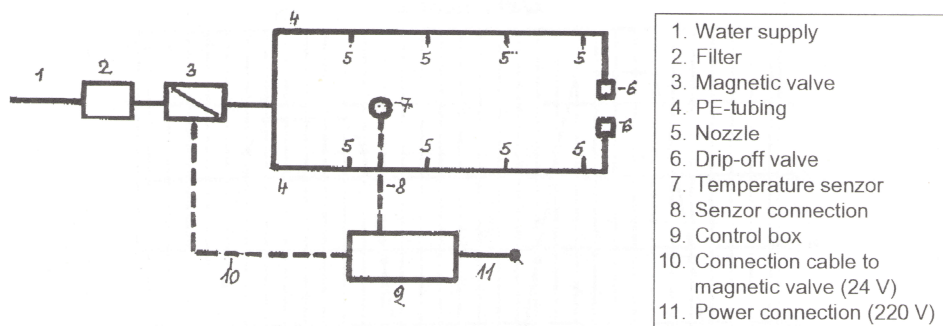 4
5 5 5 5
1 2 3
-6
-7
-6
5 5 5 5
4
-8
10
11
9
1. Water supply
2. Filter
3. Magnetic valve
4. PE-tubing
5. Nozzle
6. Drip-off valve
7. Temperature senzor
8. Senzor connection
9. Control box
10. Connection cable to
magnetic valve (24 V)
11. Power connection (220 V)